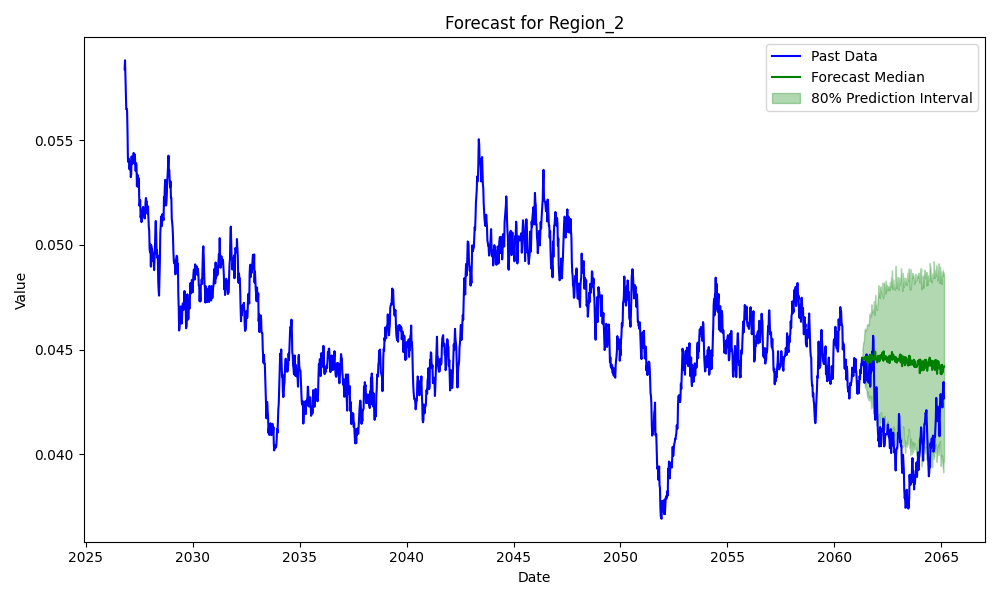 Forecast for Region_2
Past Data
Forecast Median
80% Prediction Interval
Value
0.055
0.050
0.045
0.040
2025 2030 2035 2040 2045 2050 2055 2060 2065
Date